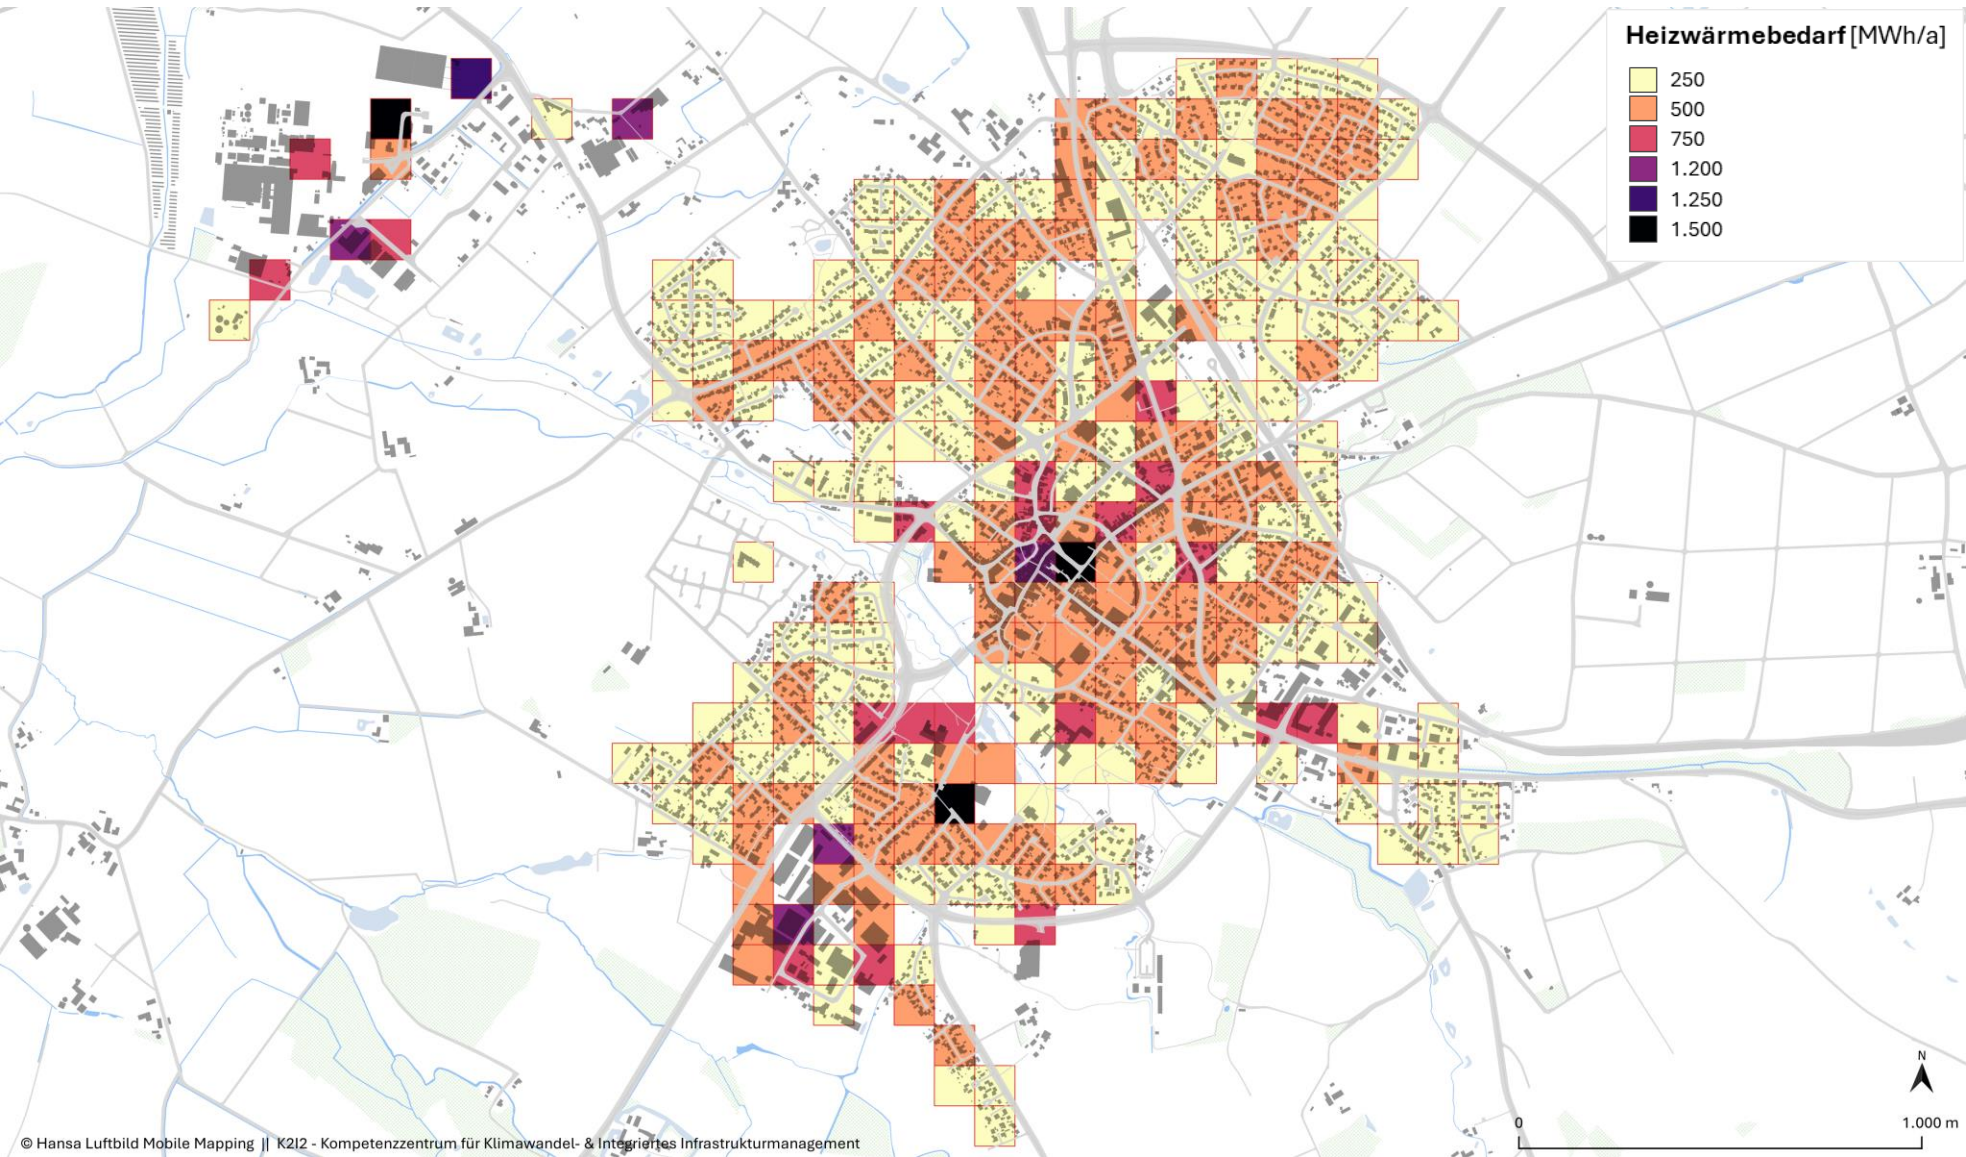 Heizwärmebedarf [MWh/a]
250
500
750
1.200
1.250
1.500
N
0 1.000 m
© Hansa Luftbild Mobile Mapping || K2I2 - Kompetenzzentrum für Klimawandel- & Integriertes Infrastrukturmanagement